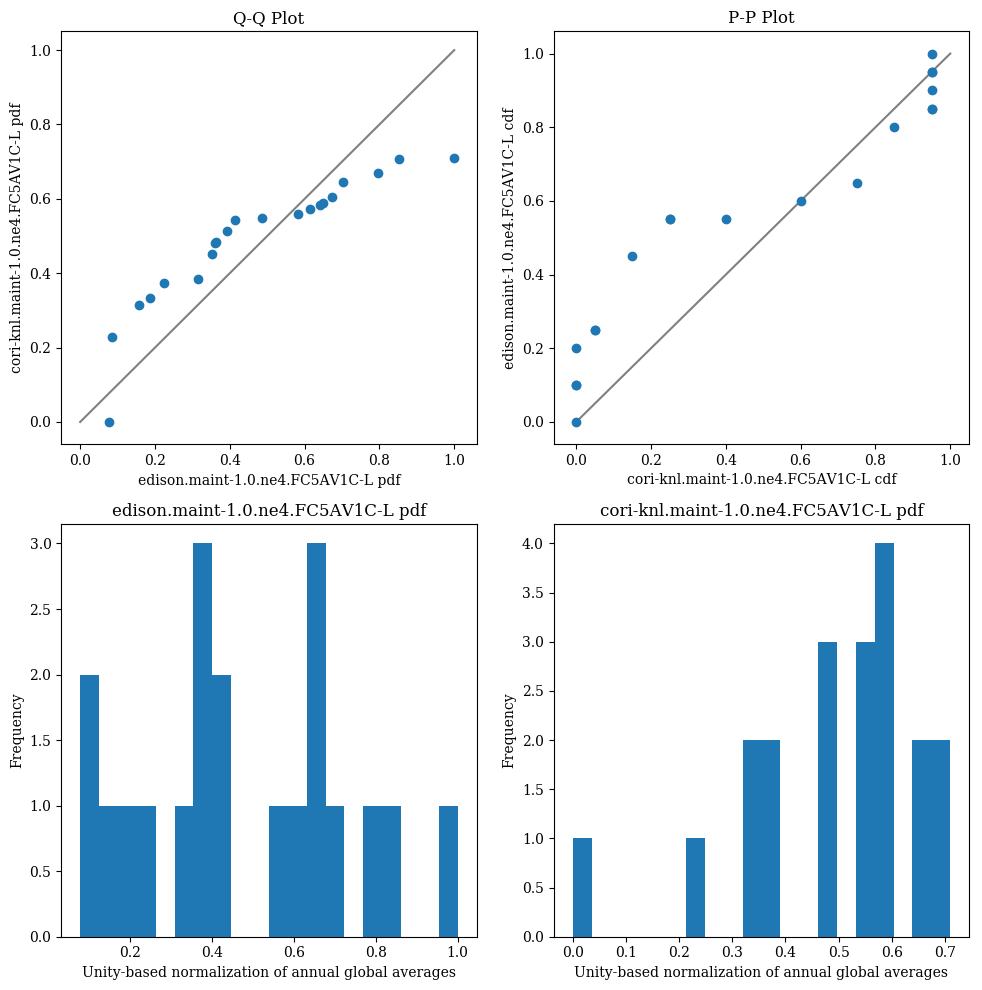 Q-Q Plot
1.0
0.8
0.6
0.4
0.2
0.0
0.0 0.2 0.4 0.6 0.8 1.0
cori-knl.maint-1.0.ne4.FC5AV1C-L pdf
edison.maint-1.0.ne4.FC5AV1C-L pdf
P-P Plot
1.0
0.8
0.6
0.4
0.2
0.0
0.0 0.2 0.4 0.6 0.8 1.0
edison.maint-1.0.ne4.FC5AV1C-L cdf
cori-knl.maint-1.0.ne4.FC5AV1C-L cdf
edison.maint-1.0.ne4.FC5AV1C-L pdf
3.0
2.5
2.0
1.5
1.0
0.5
0.0
0.2 0.4 0.6 0.8 1.0
Frequency
Unity-based normalization of annual global averages
cori-knl.maint-1.0.ne4.FC5AV1C-L pdf
4.0
3.5
3.0
2.5
2.0
1.5
1.0
0.5
0.0
0.0 0.1 0.2 0.3 0.4 0.5 0.6 0.7
Frequency
Unity-based normalization of annual global averages